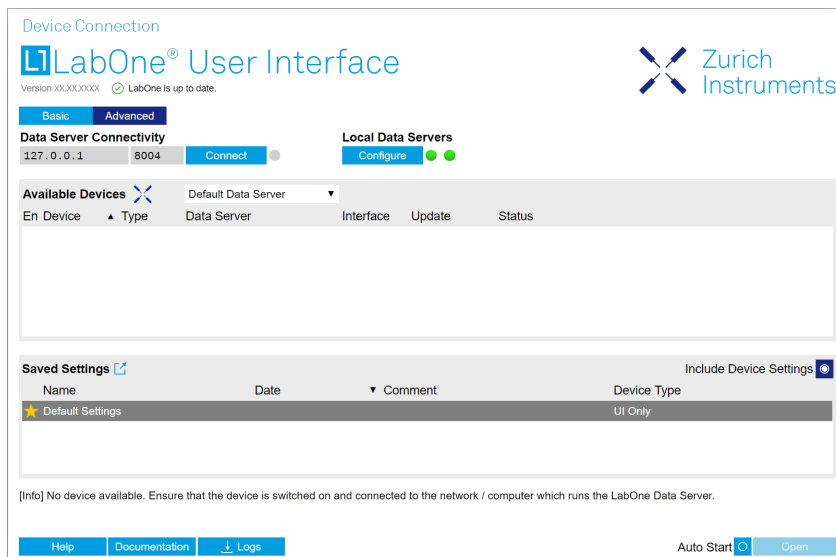 Device Connection
L1 LabOne® User Interface
Zurich
Instruments
Version XX.XX.XXXX LabOne is up to date.
Basic Advanced
Data Server Connectivity Local Data Servers
127.0.0.1 8004 Connect Configure
Available Devices Default Data Server ▼
En Device ▲ Type Data Server Interface Update Status
Saved Settings Include Device Settings
Name Date ▼ Comment Device Type
Default Settings UI Only
[Info] No device available. Ensure that the device is switched on and connected to the network / computer which runs the LabOne Data Server.
Help Documentation Logs Auto Start Open